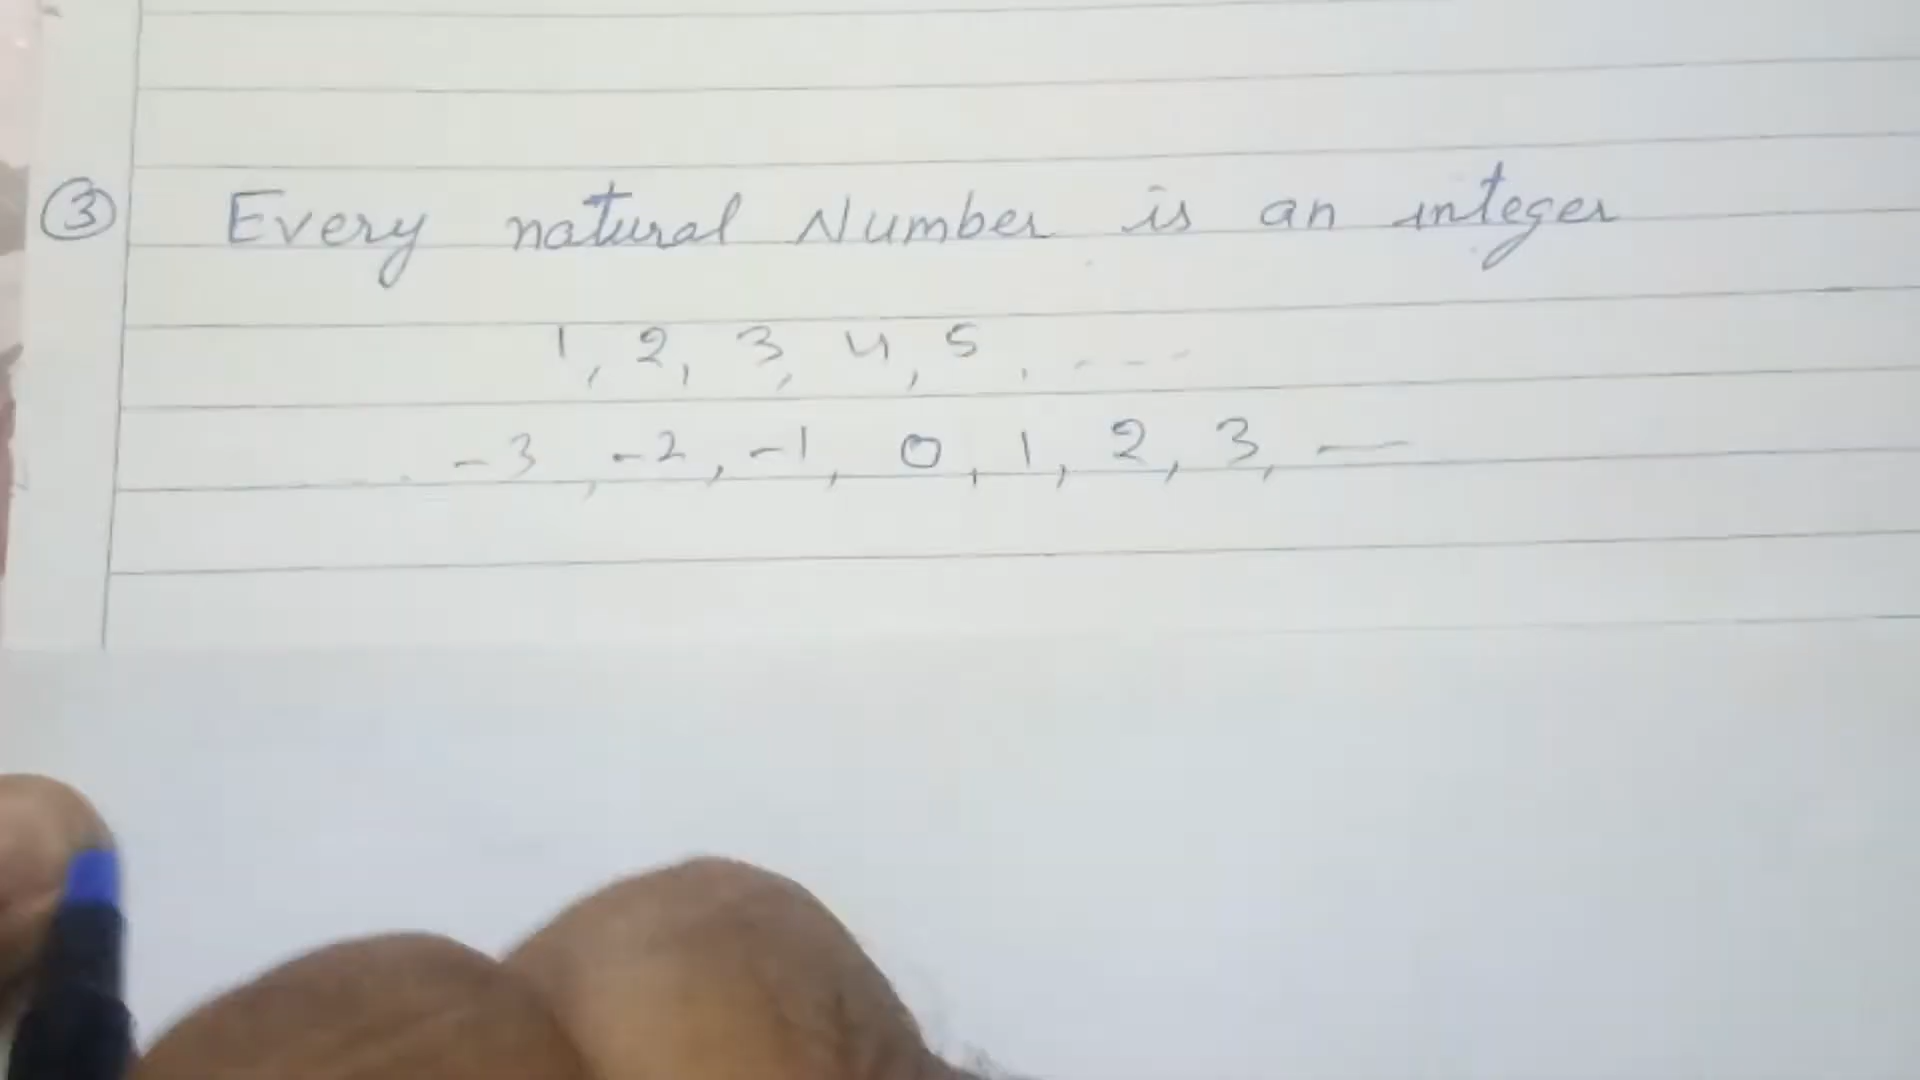 ③ Every natural Number is an integer
1, 2, 3, 4, 5, ---
-3, -2, -1, 0, 1, 2, 3, —